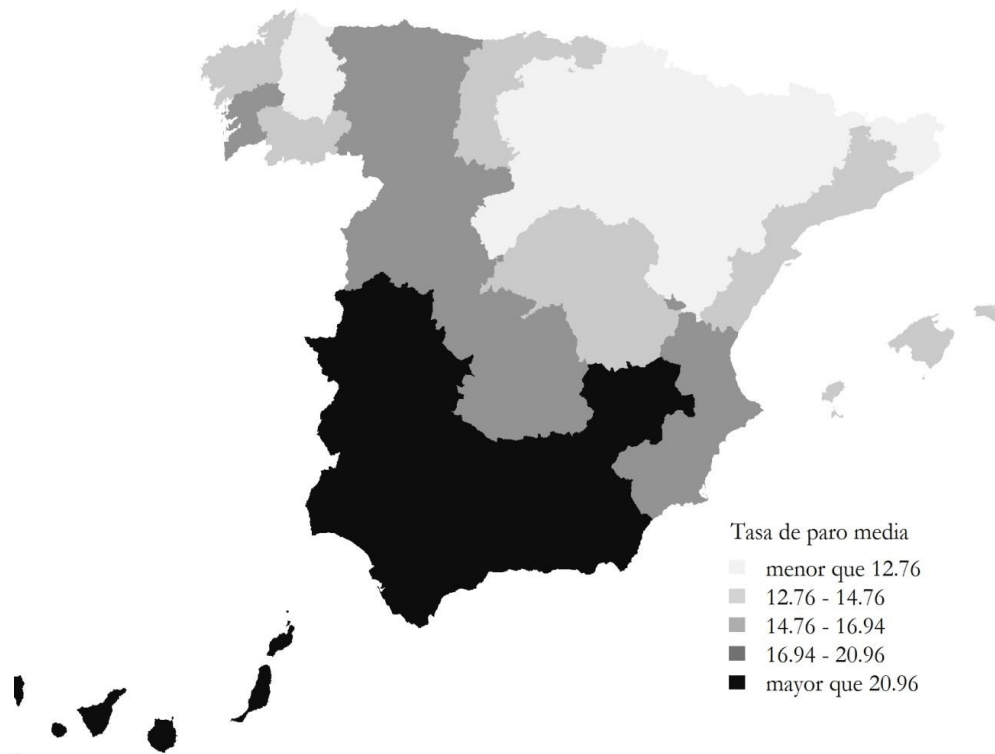 Tasa de paro media
menor que 12.76
12.76 - 14.76
14.76 - 16.94
16.94 - 20.96
mayor que 20.96